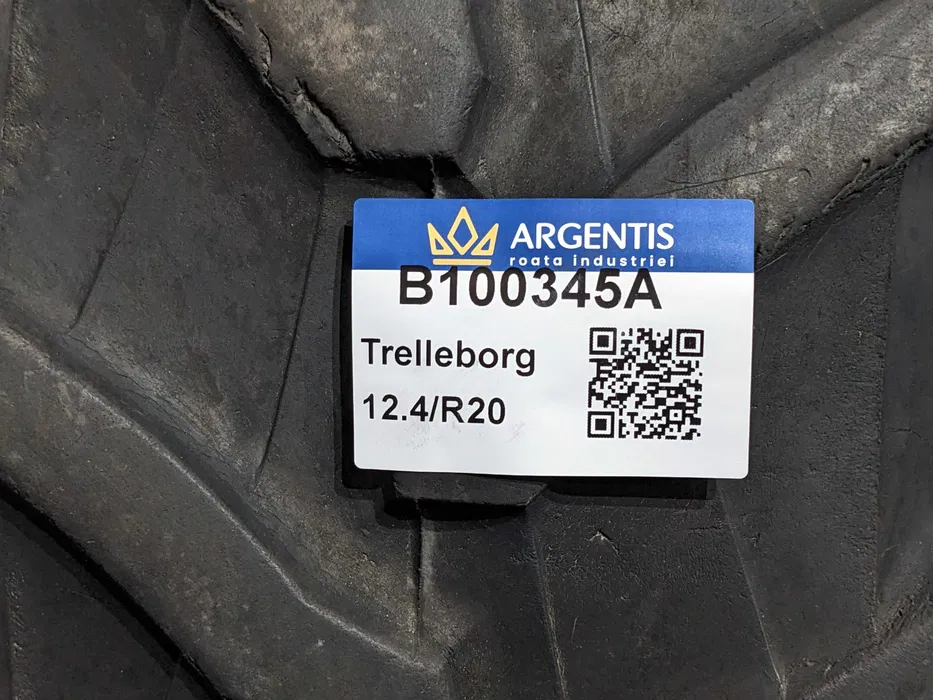 ARGENTIS
roata industriei
B100345A
Trelleborg
12.4/R20